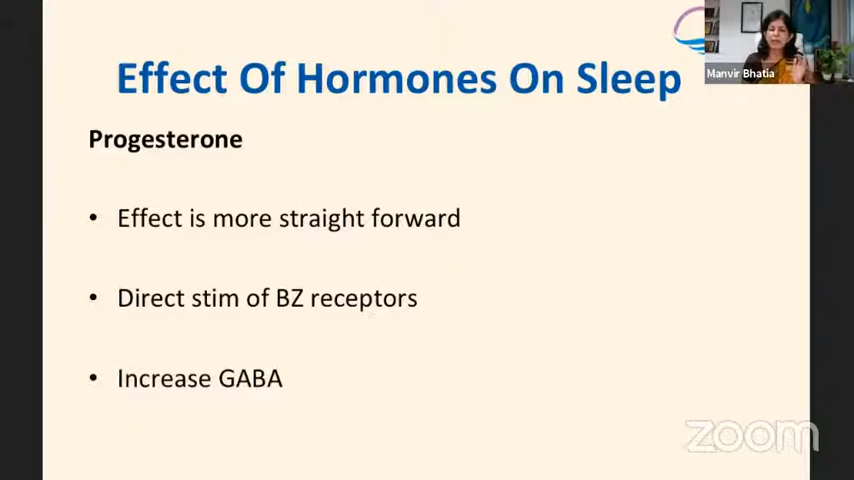 Effect Of Hormones On Sleep
Manvir Bhatia
Progesterone
• Effect is more straight forward
• Direct stim of BZ receptors
• Increase GABA
zoom